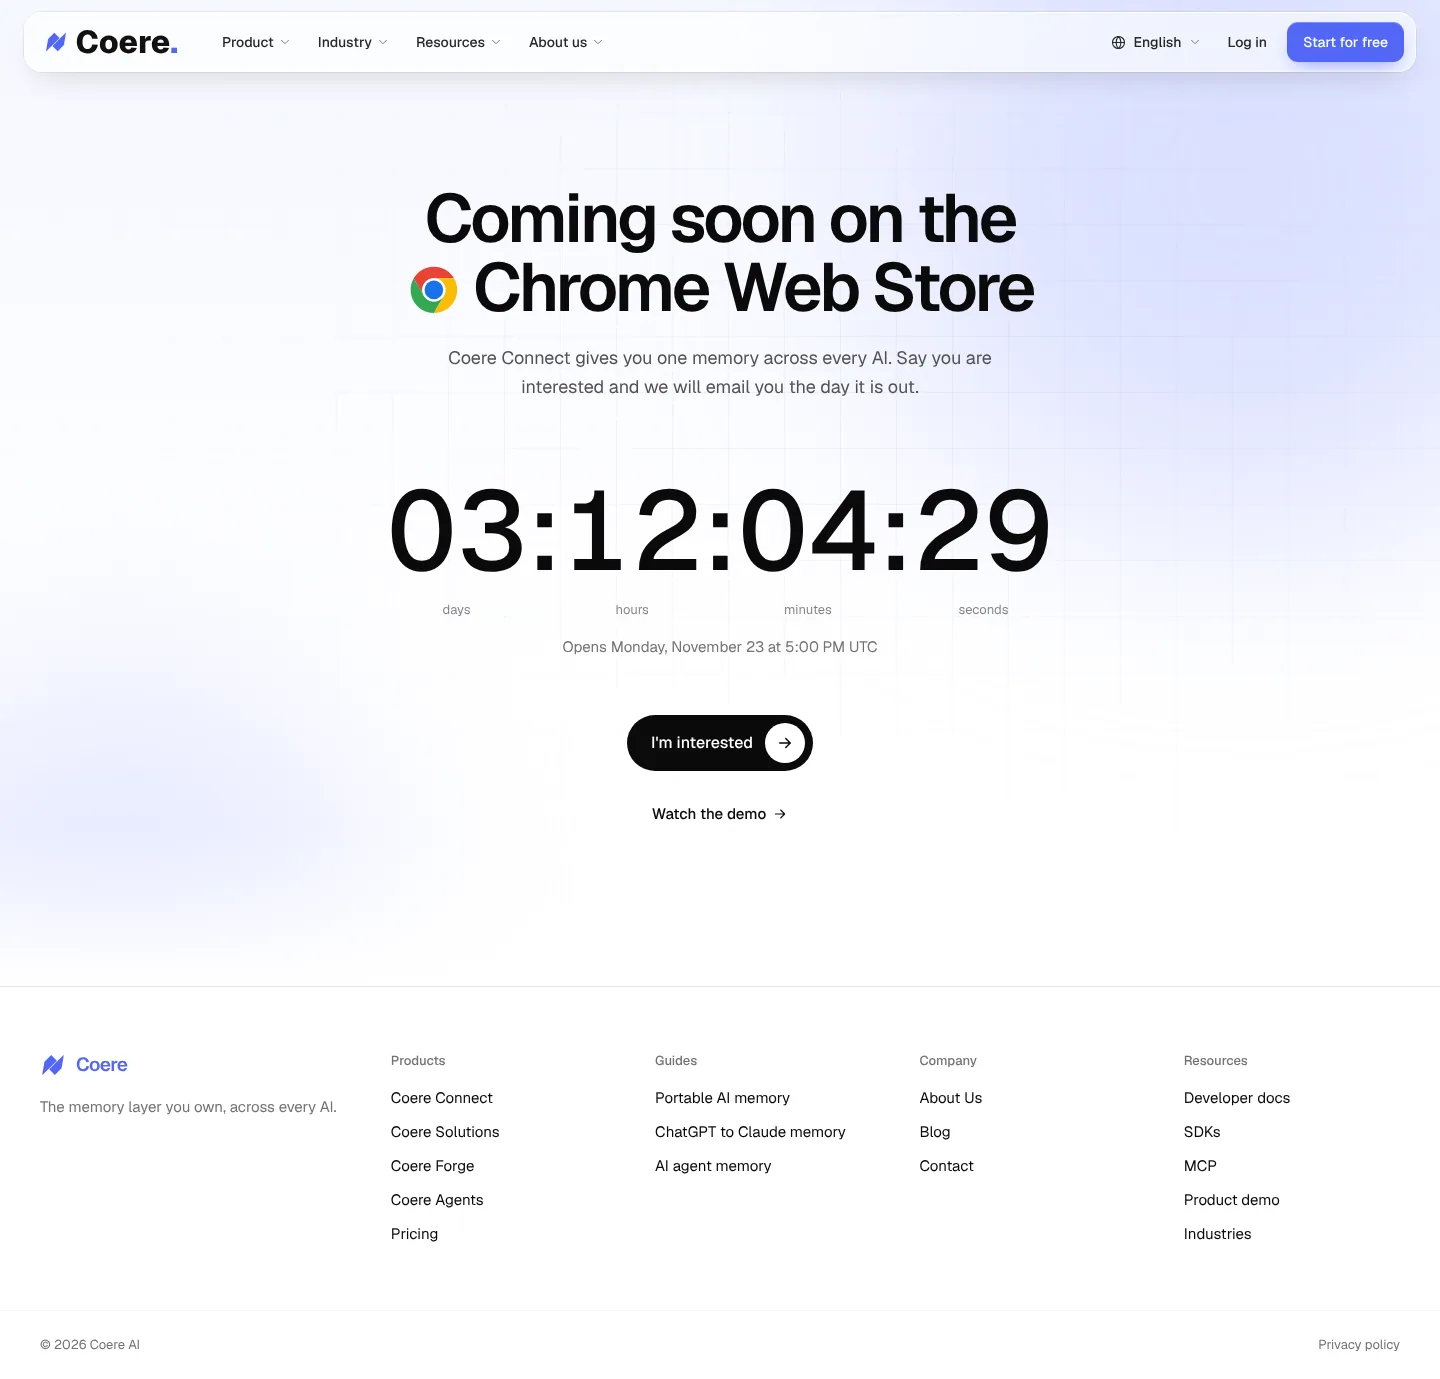 Coere.
Product
Industry
Resources
About us
English
Log in
Start for free
Coming soon on the
Chrome Web Store
Coere Connect gives you one memory across every AI. Say you are
interested and we will email you the day it is out.
03:12:04:29
days hours minutes seconds
Opens Monday, November 23 at 5:00 PM UTC
I'm interested
Watch the demo
Coere
The memory layer you own, across every AI.
Products
Coere Connect
Coere Solutions
Coere Forge
Coere Agents
Pricing
Guides
Portable AI memory
ChatGPT to Claude memory
AI agent memory
Company
About Us
Blog
Contact
Resources
Developer docs
SDKs
MCP
Product demo
Industries
© 2026 Coere AI
Privacy policy